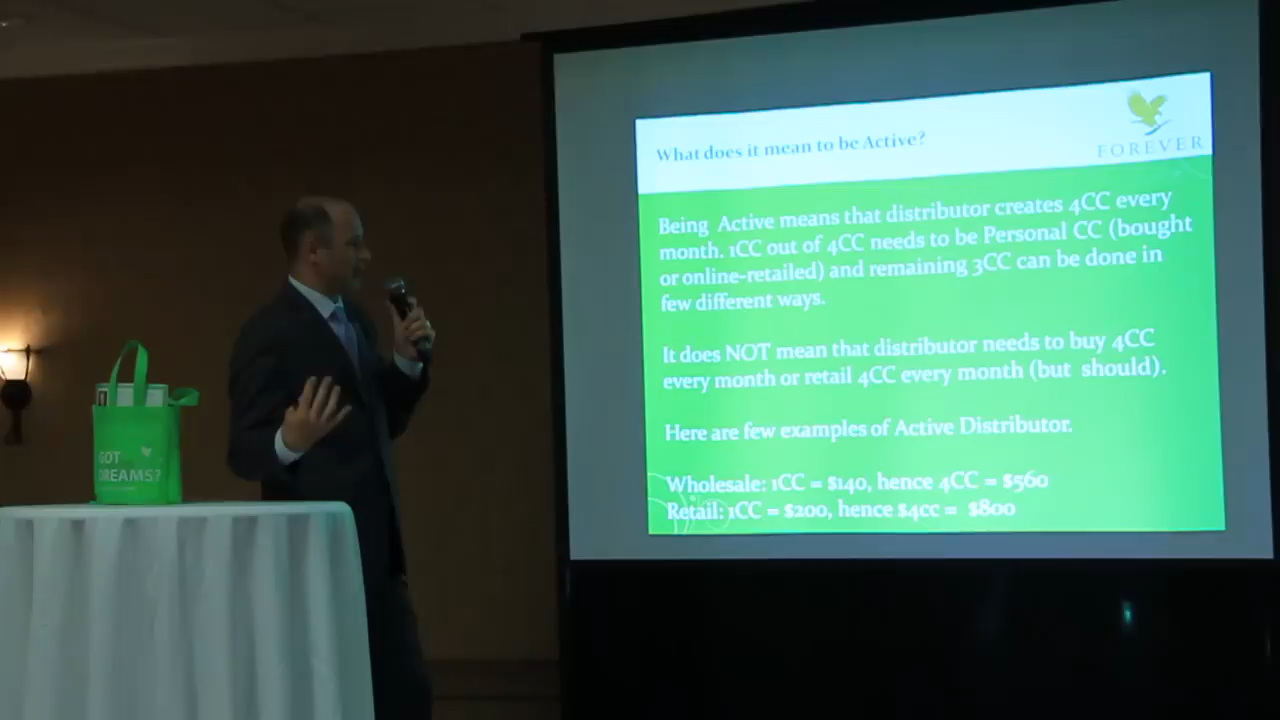 What does it mean to be Active?
FOREVER
Being Active means that distributor creates 4CC every
month. 1CC out of 4CC needs to be Personal CC (bought
or online-retailed) and remaining 3CC can be done in
few different ways.
It does NOT mean that distributor needs to buy 4CC
every month or retail 4CC every month (but should).
Here are few examples of Active Distributor.
Wholesale: 1CC = $140, hence 4CC = $560
Retail: 1CC = $200, hence $4cc = $800
GOT
DREAMS?